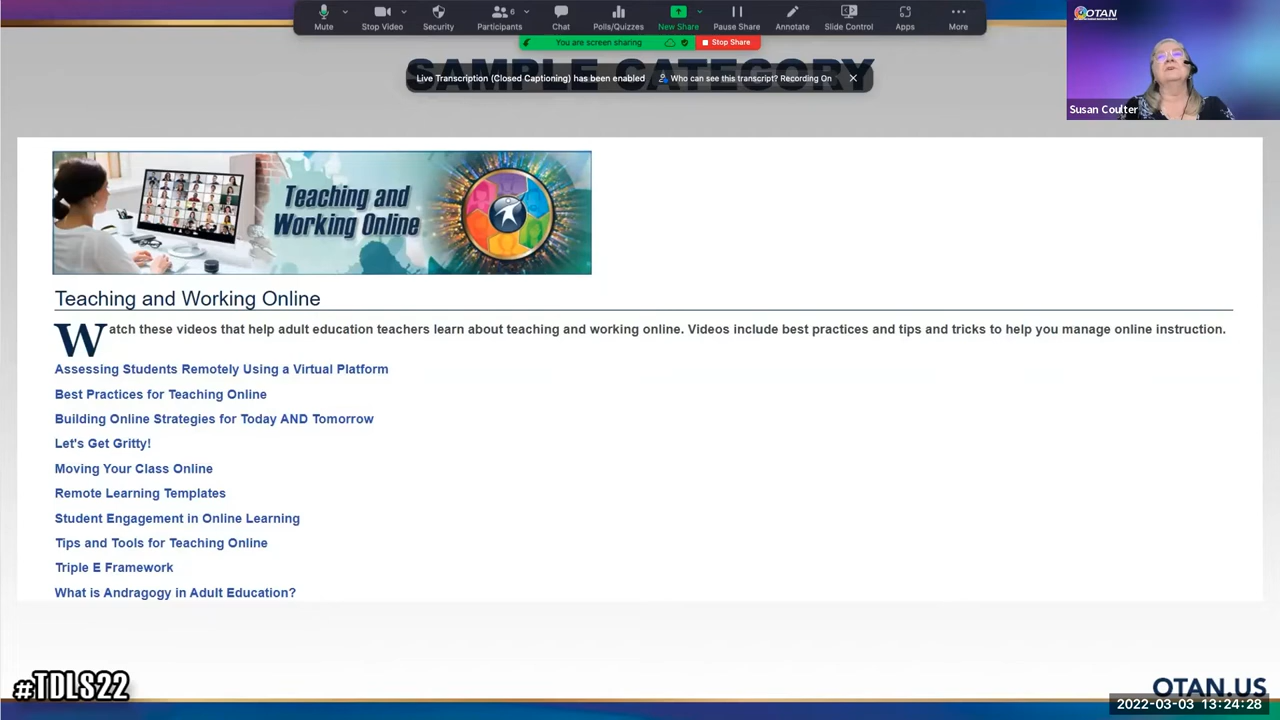 Mute
Stop Video
Security
Participants
6
Chat
Polls/Quizzes
New Share
Pause Share
Annotate
Slide Control
Apps
More
You are screen sharing
Stop Share
SAMPLE CATEGORY
Live Transcription (Closed Captioning) has been enabled
Who can see this transcript? Recording On
OTAN
Susan Coulter
Teaching and
Working Online
Teaching and Working Online
Watch these videos that help adult education teachers learn about teaching and working online. Videos include best practices and tips and tricks to help you manage online instruction.
Assessing Students Remotely Using a Virtual Platform
Best Practices for Teaching Online
Building Online Strategies for Today AND Tomorrow
Let's Get Gritty!
Moving Your Class Online
Remote Learning Templates
Student Engagement in Online Learning
Tips and Tools for Teaching Online
Triple E Framework
What is Andragogy in Adult Education?
#TDLS22
OTAN.US
2022-03-03 13:24:28